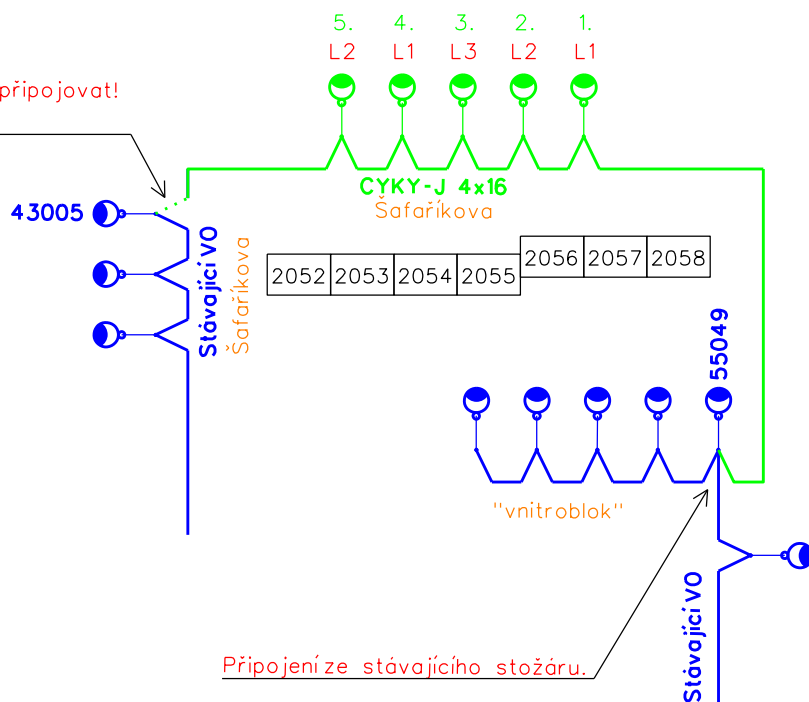 5. 4. 3. 2. 1.
L2 L1 L3 L2 L1
připojovat!
CYKY-J 4x16
Šafaříkova
43005
Stávající VO
Šafaříkova
2052 2053 2054 2055 2056 2057 2058
55049
"vnitroblok"
Stávající VO
Připojení ze stávajícího stožáru.